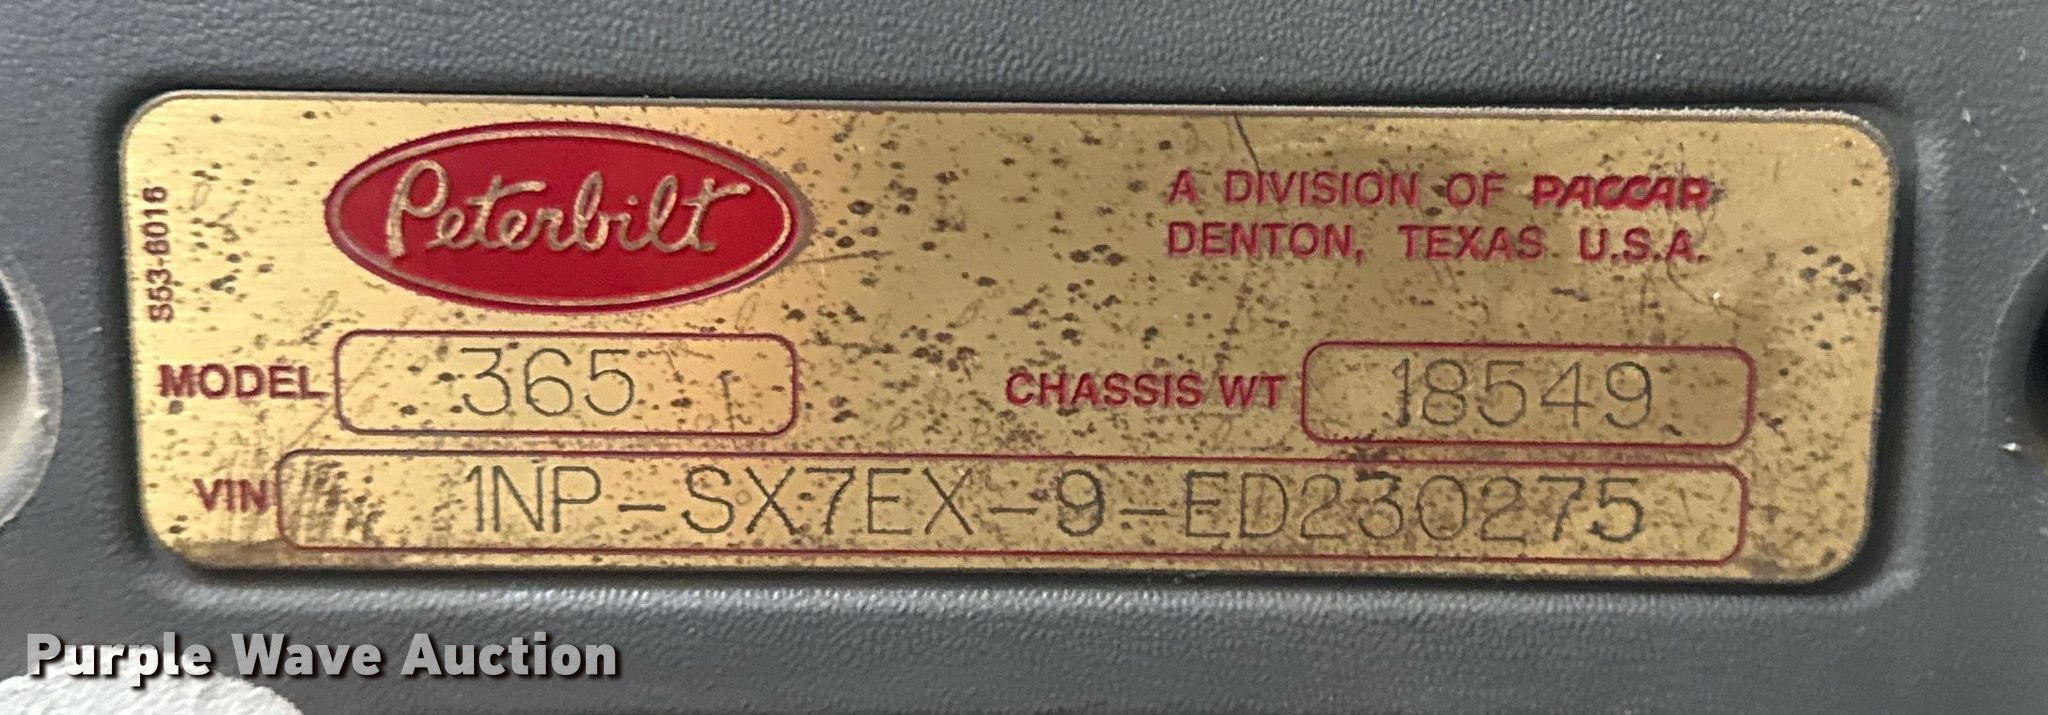 S53-6016
Peterbilt
A DIVISION OF PACCAR
DENTON, TEXAS U.S.A.
MODEL 365
CHASSIS WT 18549
VIN 1NP-SX7EX-9-ED230275
Purple Wave Auction